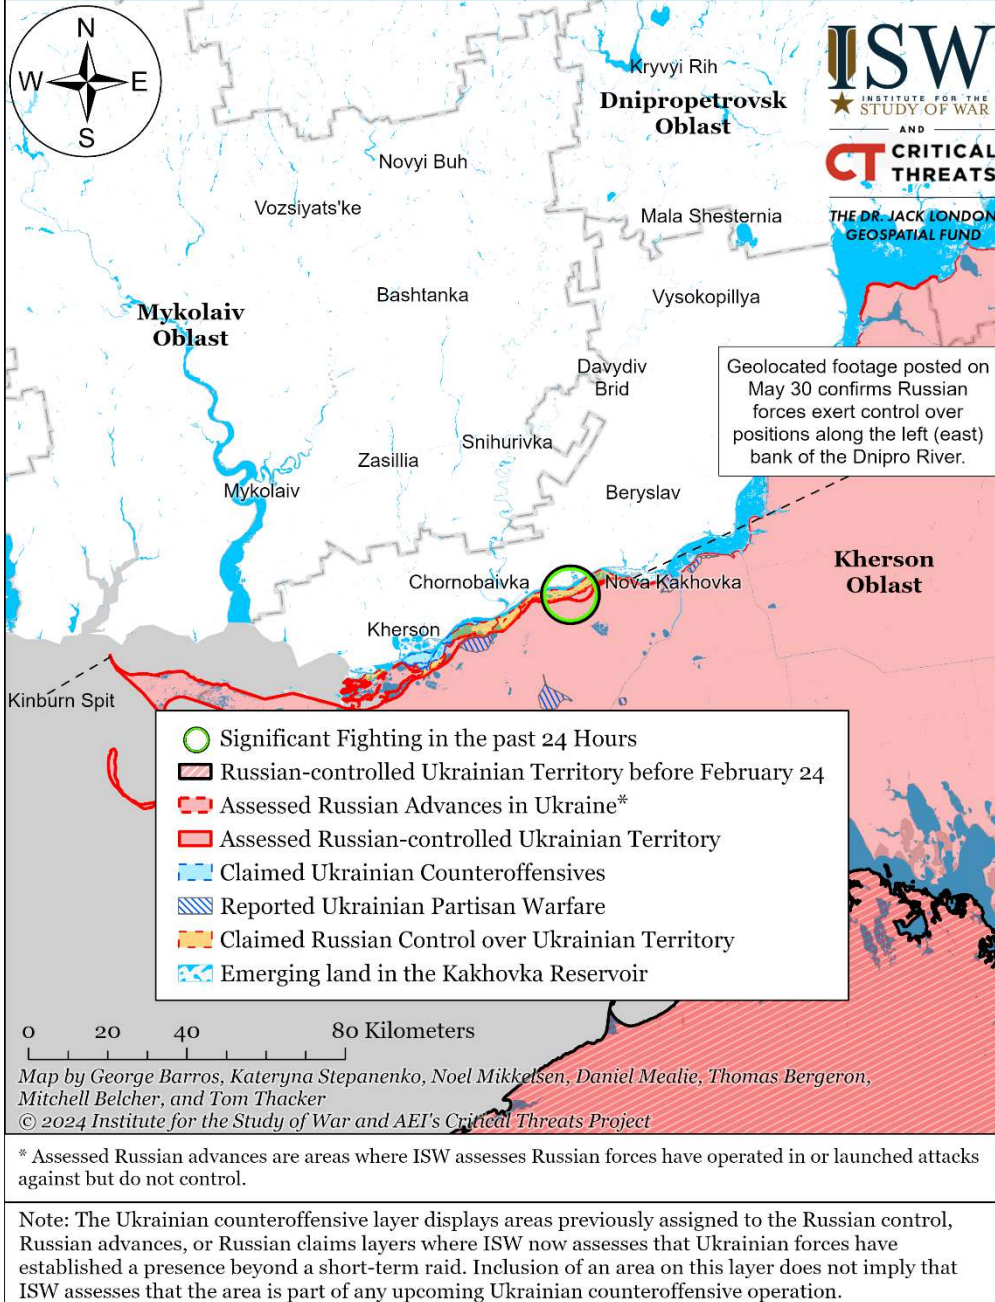 N
W
E
S
ISW
INSTITUTE FOR THE
STUDY OF WAR
AND
CT CRITICAL
THREATS
THE DR. JACK LONDON
GEOSPATIAL FUND
Kryvyi Rih
Dnipropetrovsk
Oblast
Novyi Buh
Vozsiyats'ke
Mala Shesternia
Bashtanka
Vysokopillya
Mykolaiv
Oblast
Davydiv
Brid
Geolocated footage posted on
May 30 confirms Russian
forces exert control over
positions along the left (east)
bank of the Dnipro River.
Snihurivka
Zasillia
Mykolaiv
Beryslav
Kherson
Oblast
Chornobaivka
Nova Kakhovka
Kherson
Kinburn Spit
Significant Fighting in the past 24 Hours
Russian-controlled Ukrainian Territory before February 24
Assessed Russian Advances in Ukraine*
Assessed Russian-controlled Ukrainian Territory
Claimed Ukrainian Counteroffensives
Reported Ukrainian Partisan Warfare
Claimed Russian Control over Ukrainian Territory
Emerging land in the Kakhovka Reservoir
0 20 40 80 Kilometers
Map by George Barros, Kateryna Stepanenko, Noel Mikkelsen, Daniel Mealie, Thomas Bergeron,
Mitchell Belcher, and Tom Thacker
© 2024 Institute for the Study of War and AEI's Critical Threats Project
* Assessed Russian advances are areas where ISW assesses Russian forces have operated in or launched attacks
against but do not control.
Note: The Ukrainian counteroffensive layer displays areas previously assigned to the Russian control,
Russian advances, or Russian claims layers where ISW now assesses that Ukrainian forces have
established a presence beyond a short-term raid. Inclusion of an area on this layer does not imply that
ISW assesses that the area is part of any upcoming Ukrainian counteroffensive operation.